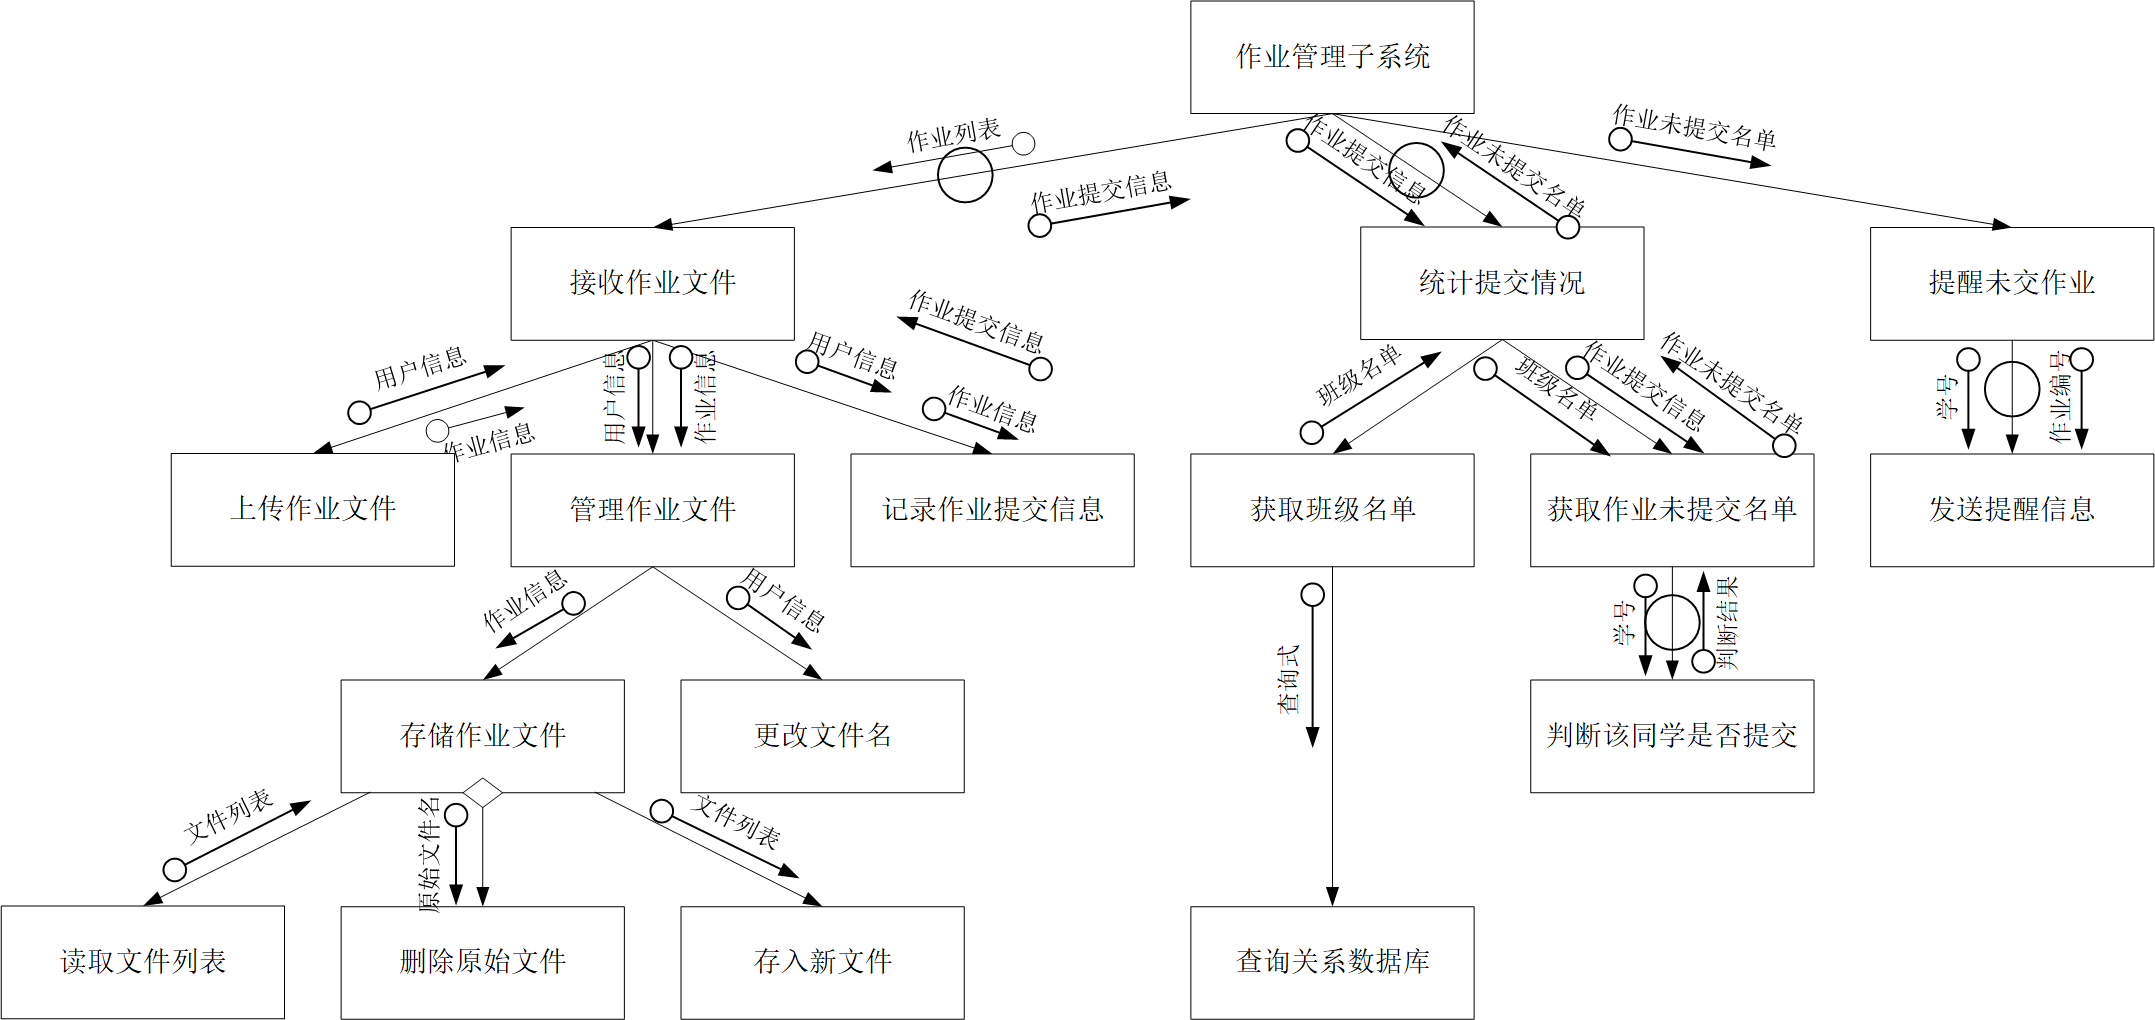 作业管理子系统
作业列表
作业提交信息
作业提交信息
作业未提交名单
作业未提交名单
接收作业文件
统计提交情况
提醒未交作业
用户信息
作业信息
用户信息
作业信息
用户信息
作业提交信息
作业信息
班级名单
班级名单
作业提交信息
作业未提交名单
学号
作业编号
上传作业文件
管理作业文件
记录作业提交信息
获取班级名单
获取作业未提交名单
发送提醒信息
作业信息
用户信息
查询式
学号
判断结果
存储作业文件
更改文件名
判断该同学是否提交
文件列表
原始文件名
文件列表
读取文件列表
删除原始文件
存入新文件
查询关系数据库